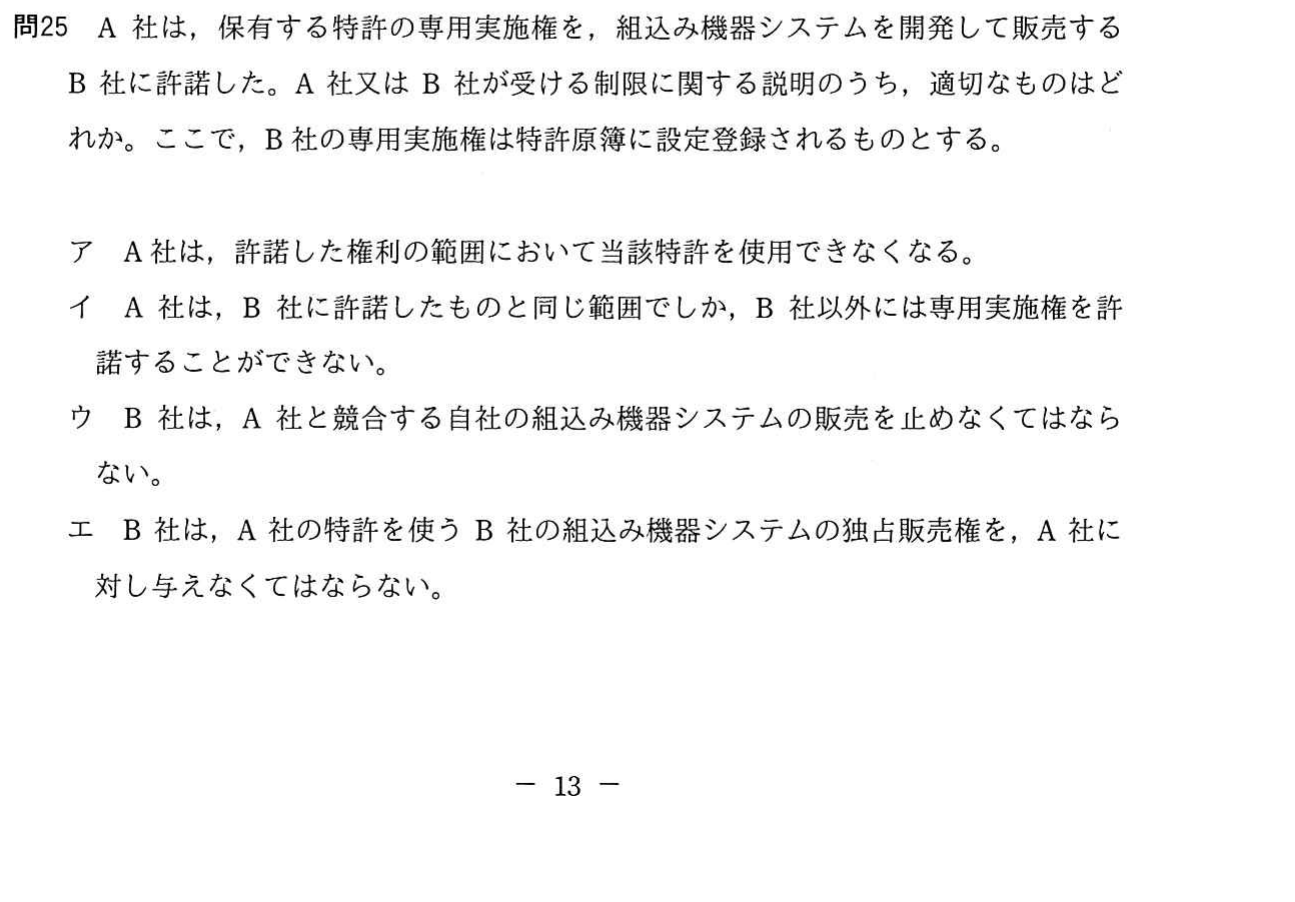 問25 A 社は，保有する特許の専用実施権を，組込み機器システムを開発して販売する
B 社に許諾した。A 社又は B 社が受ける制限に関する説明のうち，適切なものはど
れか。ここで，B 社の専用実施権は特許原簿に設定登録されるものとする。
ア A 社は，許諾した権利の範囲において当該特許を使用できなくなる。
イ A 社は，B 社に許諾したものと同じ範囲でしか，B 社以外には専用実施権を許
諾することができない。
ウ B 社は，A 社と競合する自社の組込み機器システムの販売を止めなくてはなら
ない。
エ B 社は，A 社の特許を使う B 社の組込み機器システムの独占販売権を，A 社に
対し与えなくてはならない。
－ 13 －